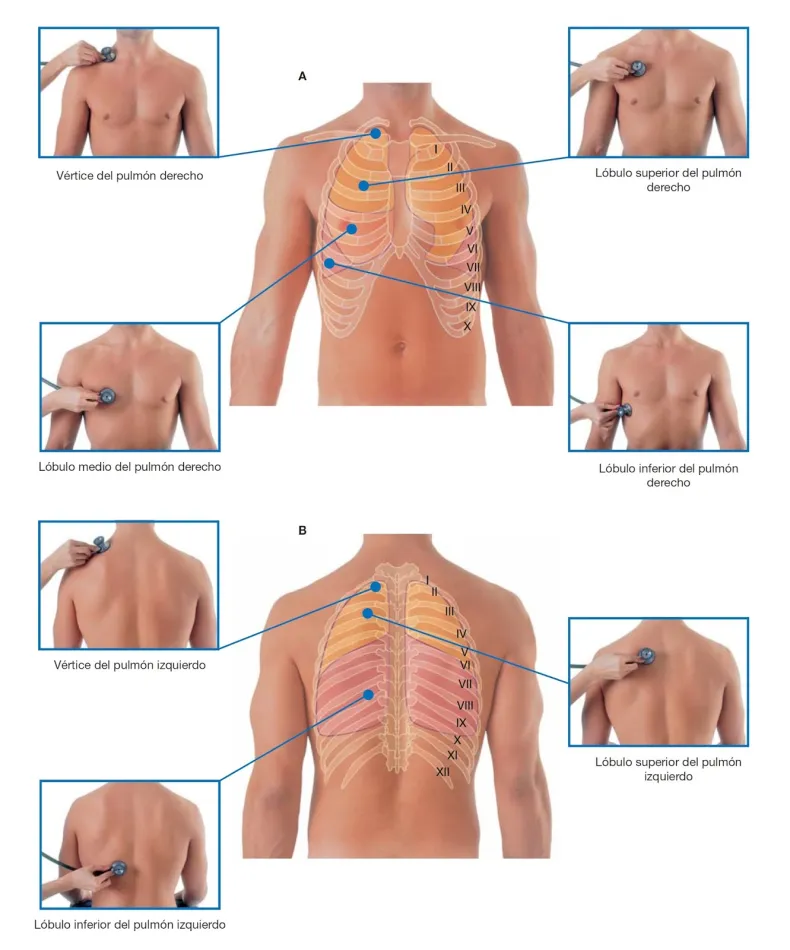 A
Vértice del pulmón derecho
Lóbulo superior del pulmón
derecho
I
II
III
IV
V
VI
VII
VIII
IX
X
Lóbulo medio del pulmón derecho
Lóbulo inferior del pulmón
derecho
B
Vértice del pulmón izquierdo
I
II
III
IV
V
VI
VII
VIII
IX
X
XI
XII
Lóbulo superior del pulmón
izquierdo
Lóbulo inferior del pulmón izquierdo